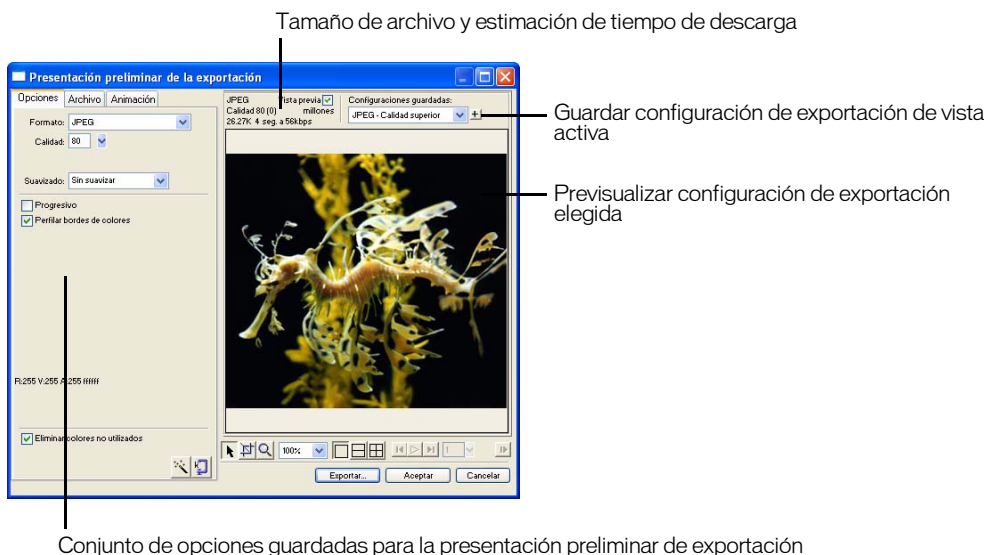 Tamaño de archivo y estimación de tiempo de descarga
Presentación preliminar de la exportación
Opciones Archivo Animación
Formato: JPEG
Calidad: 80
Suavizado: Sin suavizar
Progresivo
Perfilar bordes de colores
R:255 V:255 A:255 ffffff
Eliminar colores no utilizados
JPEG Vista previa
Calidad 80 (0) millones
26.27K 4 seg. a 56kbps
Configuraciones guardadas:
JPEG - Calidad superior
100%
1
Exportar... Aceptar Cancelar
Guardar configuración de exportación de vista
activa
Previsualizar configuración de exportación
elegida
Conjunto de opciones guardadas para la presentación preliminar de exportación